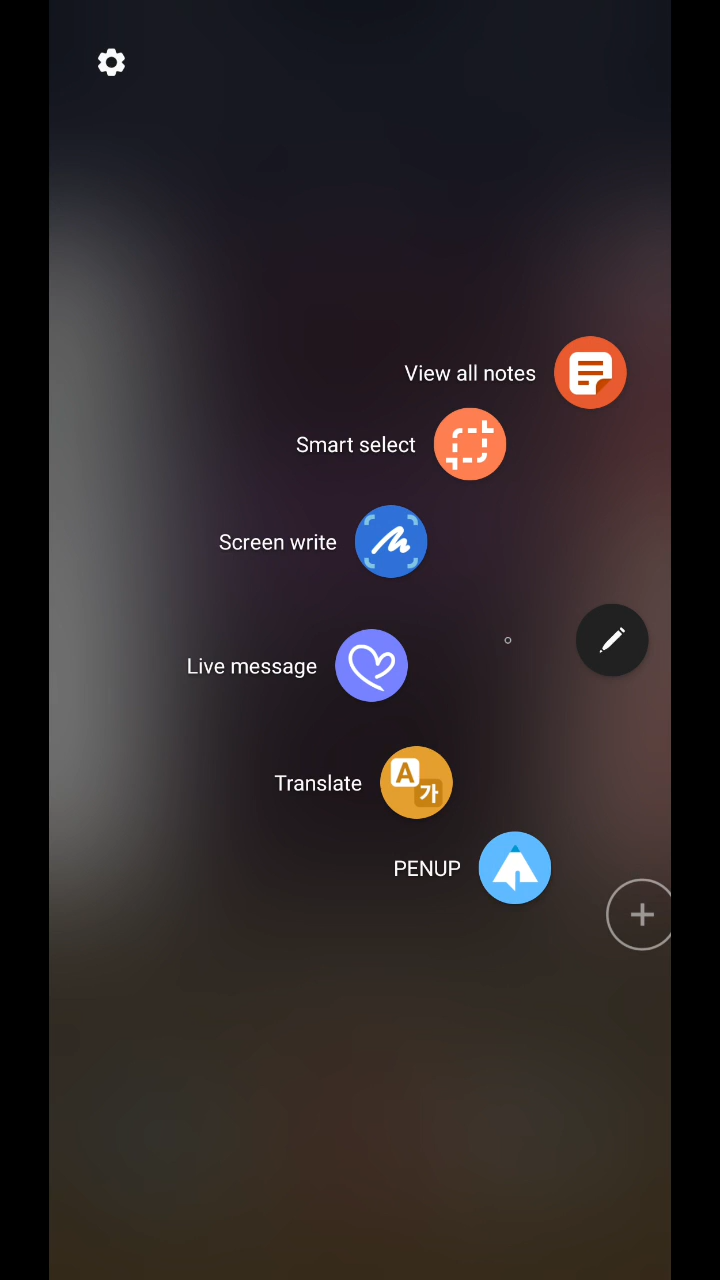 View all notes
Smart select
Screen write
Live message
Translate
A
가
PENUP